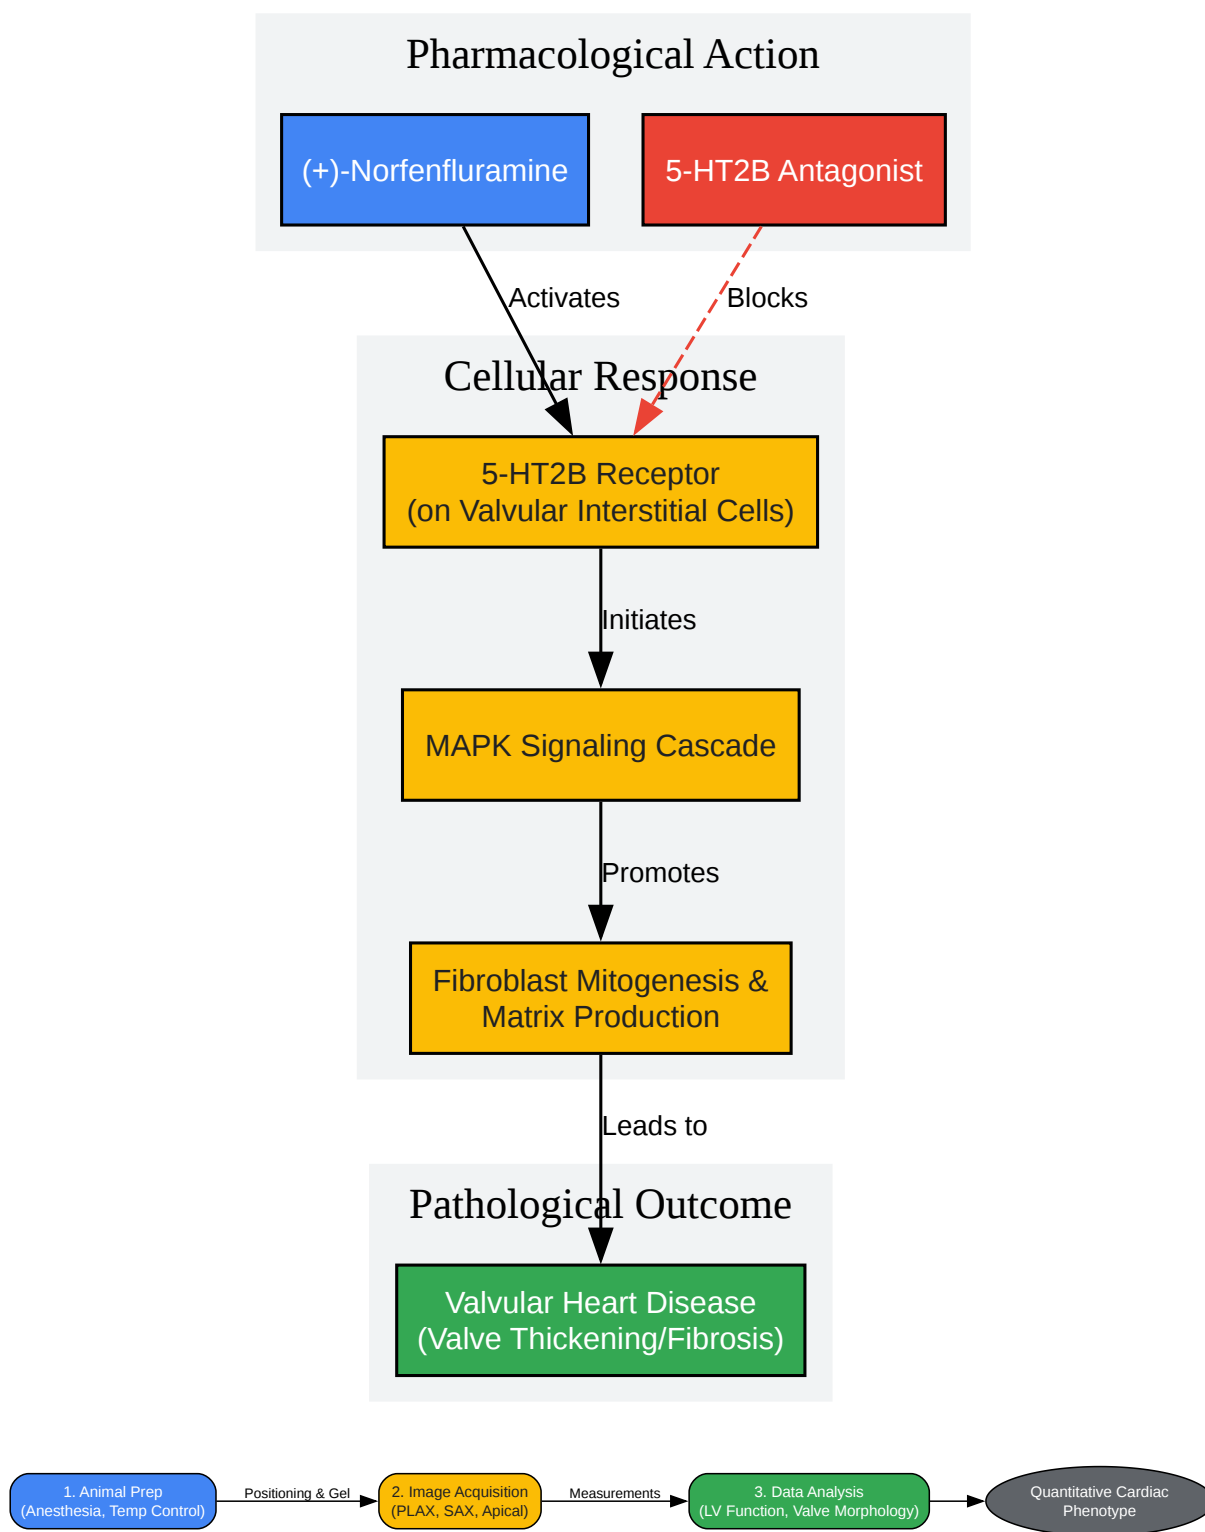 Pharmacological Action
(+)-Norfenfluramine
5-HT2B Antagonist
Activates
Blocks
Cellular Response
5-HT2B Receptor
(on Valvular Interstitial Cells)
Initiates
MAPK Signaling Cascade
Promotes
Fibroblast Mitogenesis &
Matrix Production
Leads to
Pathological Outcome
Valvular Heart Disease
(Valve Thickening/Fibrosis)
1. Animal Prep
(Anesthesia, Temp Control)
Positioning & Gel
2. Image Acquisition
(PLAX, SAX, Apical)
Measurements
3. Data Analysis
(LV Function, Valve Morphology)
Quantitative Cardiac
Phenotype